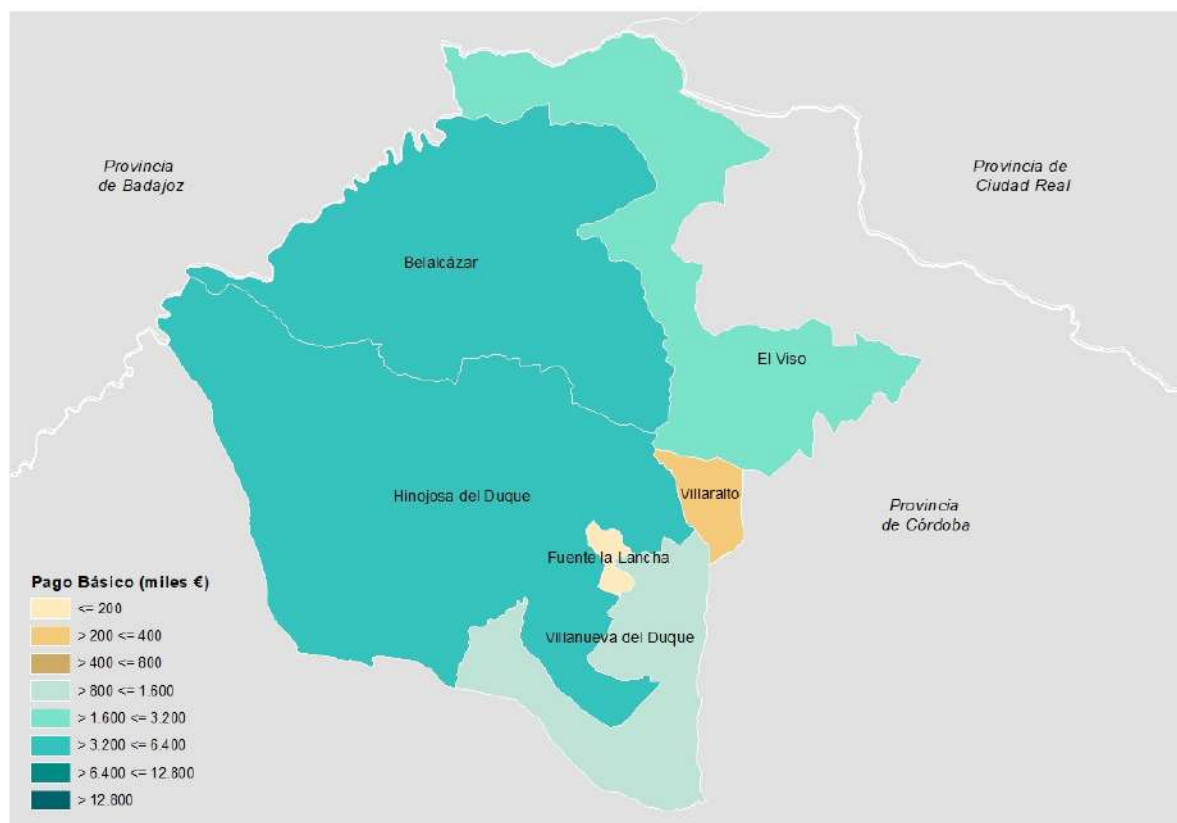 Provincia
de Badajoz
Provincia de
Ciudad Real
Belalcázar
El Viso
Hinojosa del Duque
Villaralto
Provincia
de Córdoba
Fuente la Lancha
Villanueva del Duque
Pago Básico (miles €)
<= 200
> 200 <= 400
> 400 <= 800
> 800 <= 1.600
> 1.600 <= 3.200
> 3.200 <= 6.400
> 6.400 <= 12.800
> 12.800